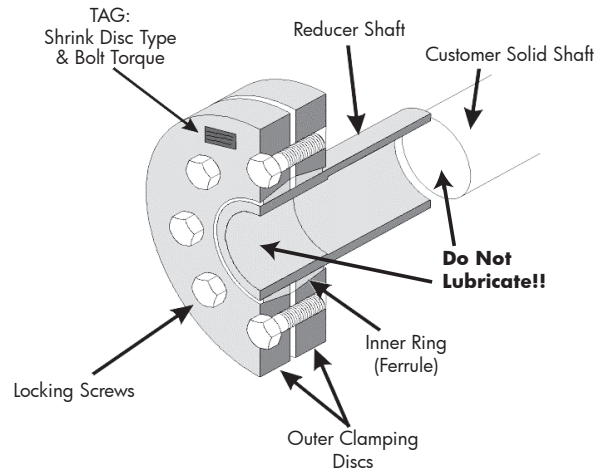 TAG:
Shrink Disc Type
& Bolt Torque
Reducer Shaft
Customer Solid Shaft
Do Not
Lubricate!!
Inner Ring
(Ferrule)
Locking Screws
Outer Clamping
Discs